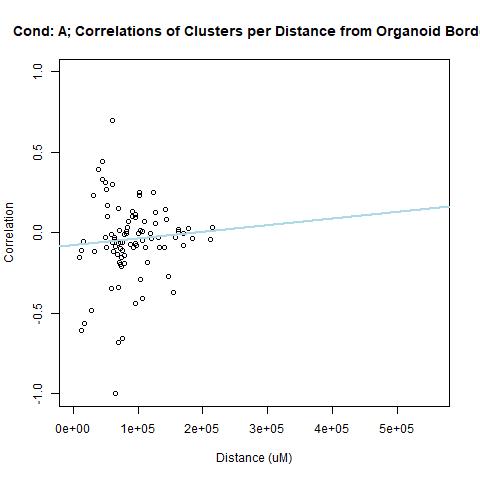 Cond: A; Correlations of Clusters per Distance from Organoid Bord
1.0
0.5
0.0
-0.5
-1.0
Correlation
0e+00 1e+05 2e+05 3e+05 4e+05 5e+05
Distance (uM)